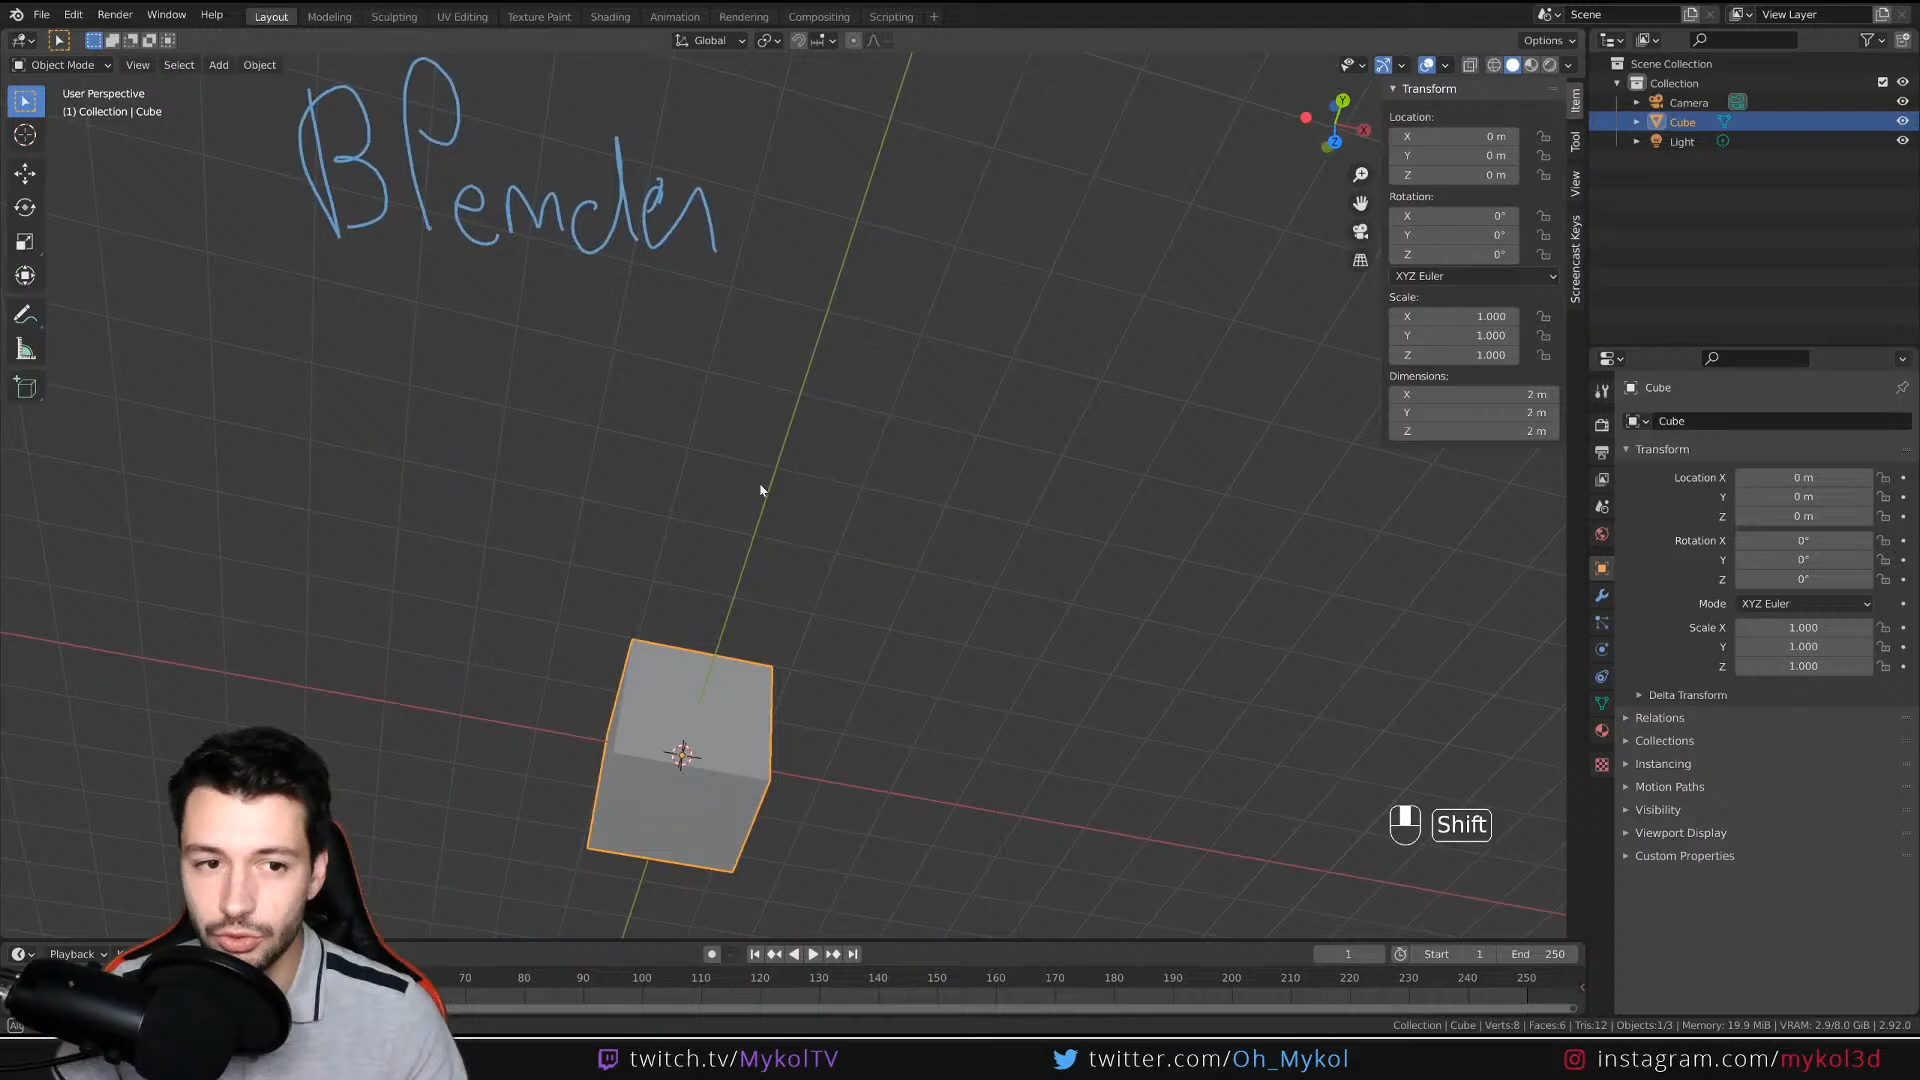 File Edit Render Window Help Layout Modeling Sculpting UV Editing Texture Paint Shading Animation Rendering Compositing Scripting + Scene View Layer
Global Options
Object Mode View Select Add Object
User Perspective
(1) Collection | Cube
Blender
X
Y
Z
Transform
Location:
X 0 m
Y 0 m
Z 0 m
Rotation:
X 0°
Y 0°
Z 0°
XYZ Euler
Scale:
X 1.000
Y 1.000
Z 1.000
Dimensions:
X 2 m
Y 2 m
Z 2 m
Item
Tool
View
Screencast Keys
Scene Collection
Collection
Camera
Cube
Light
Cube
Cube
Transform
Location X 0 m
Y 0 m
Z 0 m
Rotation X 0°
Y 0°
Z 0°
Mode XYZ Euler
Scale X 1.000
Y 1.000
Z 1.000
Delta Transform
Relations
Collections
Instancing
Motion Paths
Visibility
Viewport Display
Custom Properties
Shift
Playback 1 Start 1 End 250
70 80 90 100 110 120 130 140 150 160 170 180 190 200 210 220 230 240 250
Collection | Cube | Verts:8 | Faces:6 | Tris:12 | Objects:1/3 | Memory: 19.9 MiB | VRAM: 2.9/8.0 GiB | 2.92.0
twitch.tv/MykolTV twitter.com/Oh_Mykol instagram.com/mykol3d